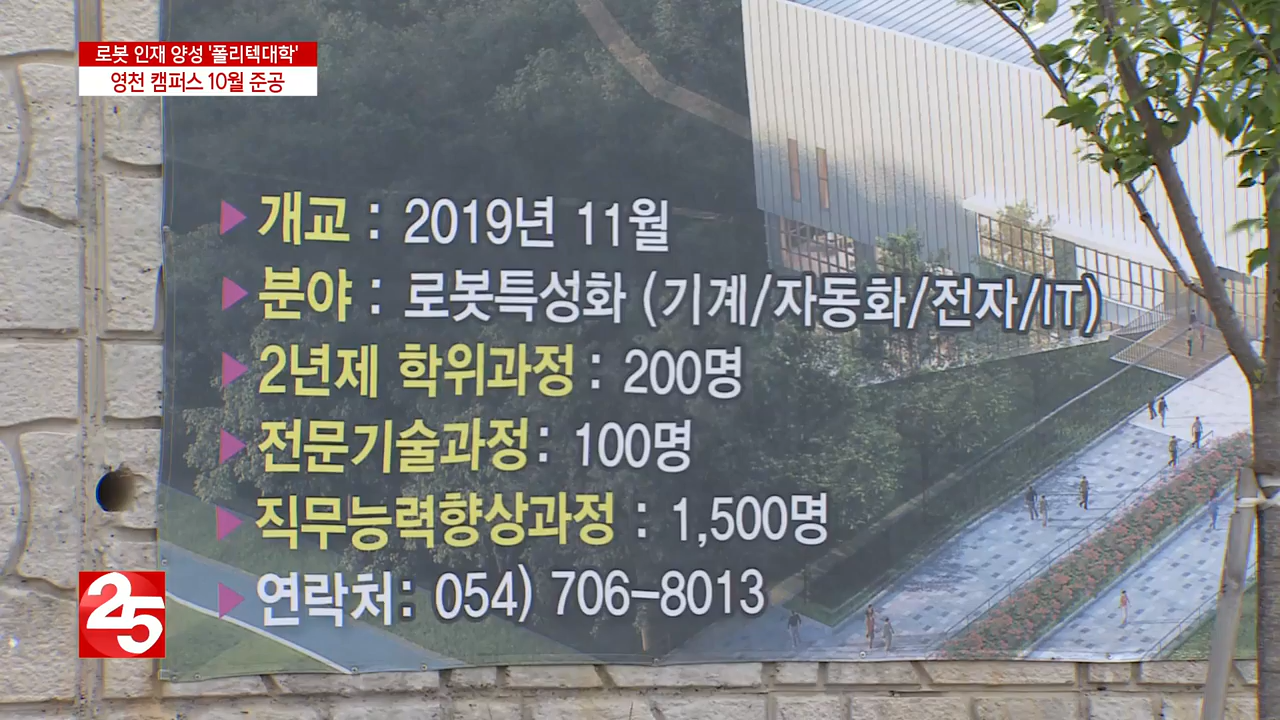 로봇 인재 양성 '폴리텍대학'
영천 캠퍼스 10월 준공
▶개교 : 2019년 11월
▶분야 : 로봇특성화 (기계/자동화/전자/IT)
▶2년제 학위과정 : 200명
▶전문기술과정 : 100명
▶직무능력향상과정 : 1,500명
▶연락처: 054) 706-8013
25